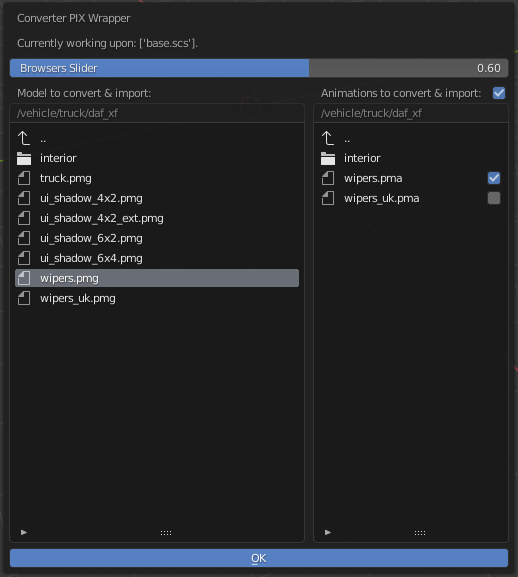 Converter PIX Wrapper
Currently working upon: ['base.scs'].
Browsers Slider 0.60
Model to convert & import:
/vehicle/truck/daf_xf
..
interior
truck.pmg
ui_shadow_4x2.pmg
ui_shadow_4x2_ext.pmg
ui_shadow_6x2.pmg
ui_shadow_6x4.pmg
wipers.pmg
wipers_uk.pmg
Animations to convert & import:
/vehicle/truck/daf_xf
..
interior
wipers.pma
wipers_uk.pma
OK